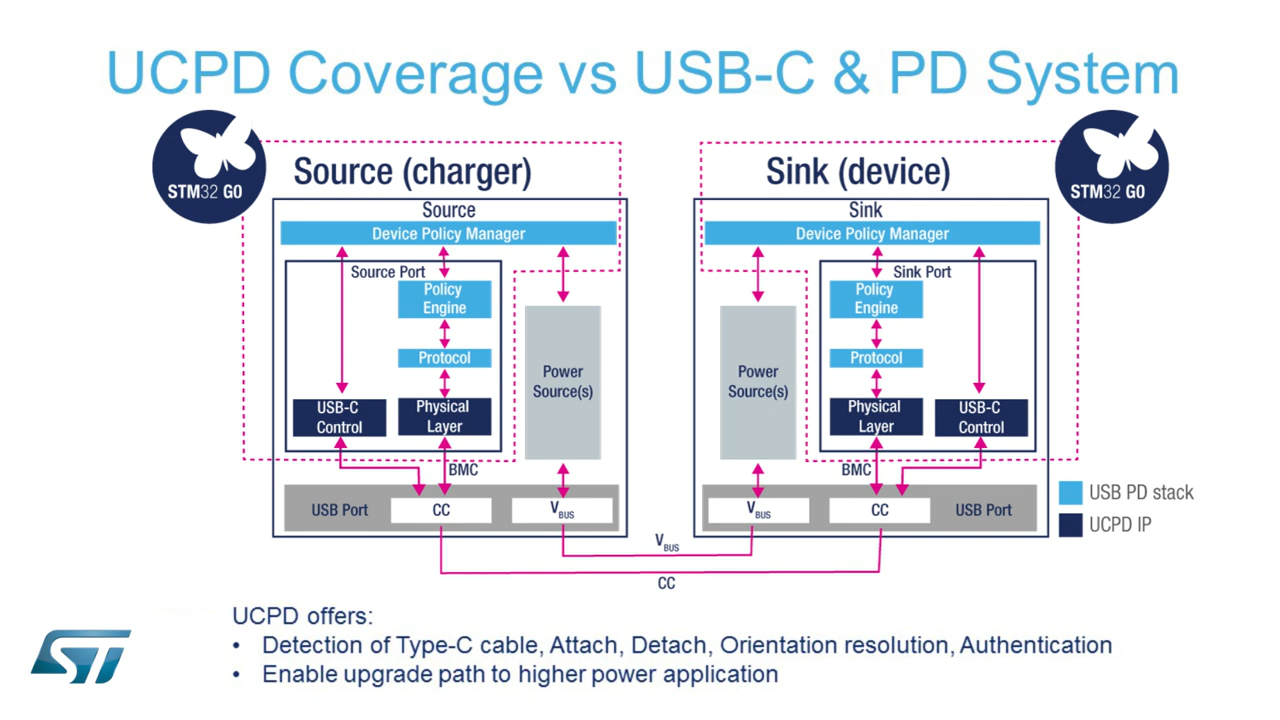 UCPD Coverage vs USB-C & PD System
STM32 GO
Source (charger)
Source
Device Policy Manager
Source Port
Policy
Engine
Protocol
USB-C
Control
Physical
Layer
Power
Source(s)
BMC
USB Port
CC
VBUS
Sink (device)
STM32 GO
Sink
Device Policy Manager
Sink Port
Policy
Engine
Protocol
Power
Source(s)
Physical
Layer
USB-C
Control
BMC
VBUS
CC
USB Port
VBUS
CC
USB PD stack
UCPD IP
UCPD offers:
• Detection of Type-C cable, Attach, Detach, Orientation resolution, Authentication
• Enable upgrade path to higher power application
ST